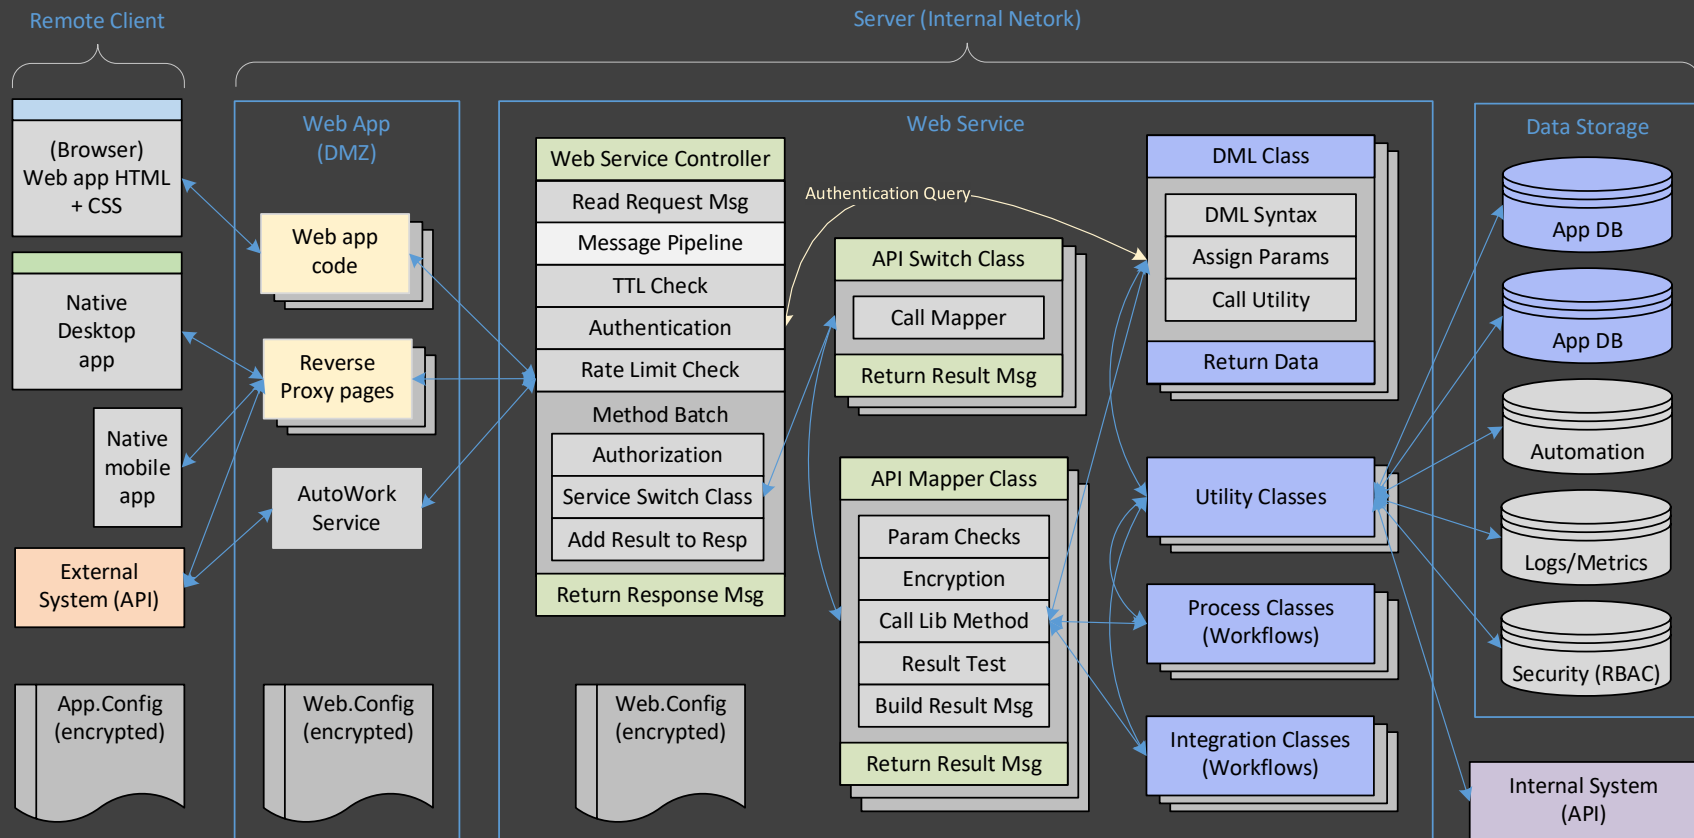 Remote Client
Server (Internal Netork)
(Browser)
Web app HTML
+ CSS
Native
Desktop
app
Native
mobile
app
External
System (API)
App.Config
(encrypted)
Web App
(DMZ)
Web app
code
Reverse
Proxy pages
AutoWork
Service
Web.Config
(encrypted)
Web Service
Web Service Controller
Read Request Msg
Message Pipeline
TTL Check
Authentication
Rate Limit Check
Method Batch
Authorization
Service Switch Class
Add Result to Resp
Return Response Msg
Web.Config
(encrypted)
Authentication Query
API Switch Class
Call Mapper
Return Result Msg
API Mapper Class
Param Checks
Encryption
Call Lib Method
Result Test
Build Result Msg
Return Result Msg
DML Class
DML Syntax
Assign Params
Call Utility
Return Data
Utility Classes
Process Classes
(Workflows)
Integration Classes
(Workflows)
Data Storage
App DB
App DB
Automation
Logs/Metrics
Security (RBAC)
Internal System
(API)